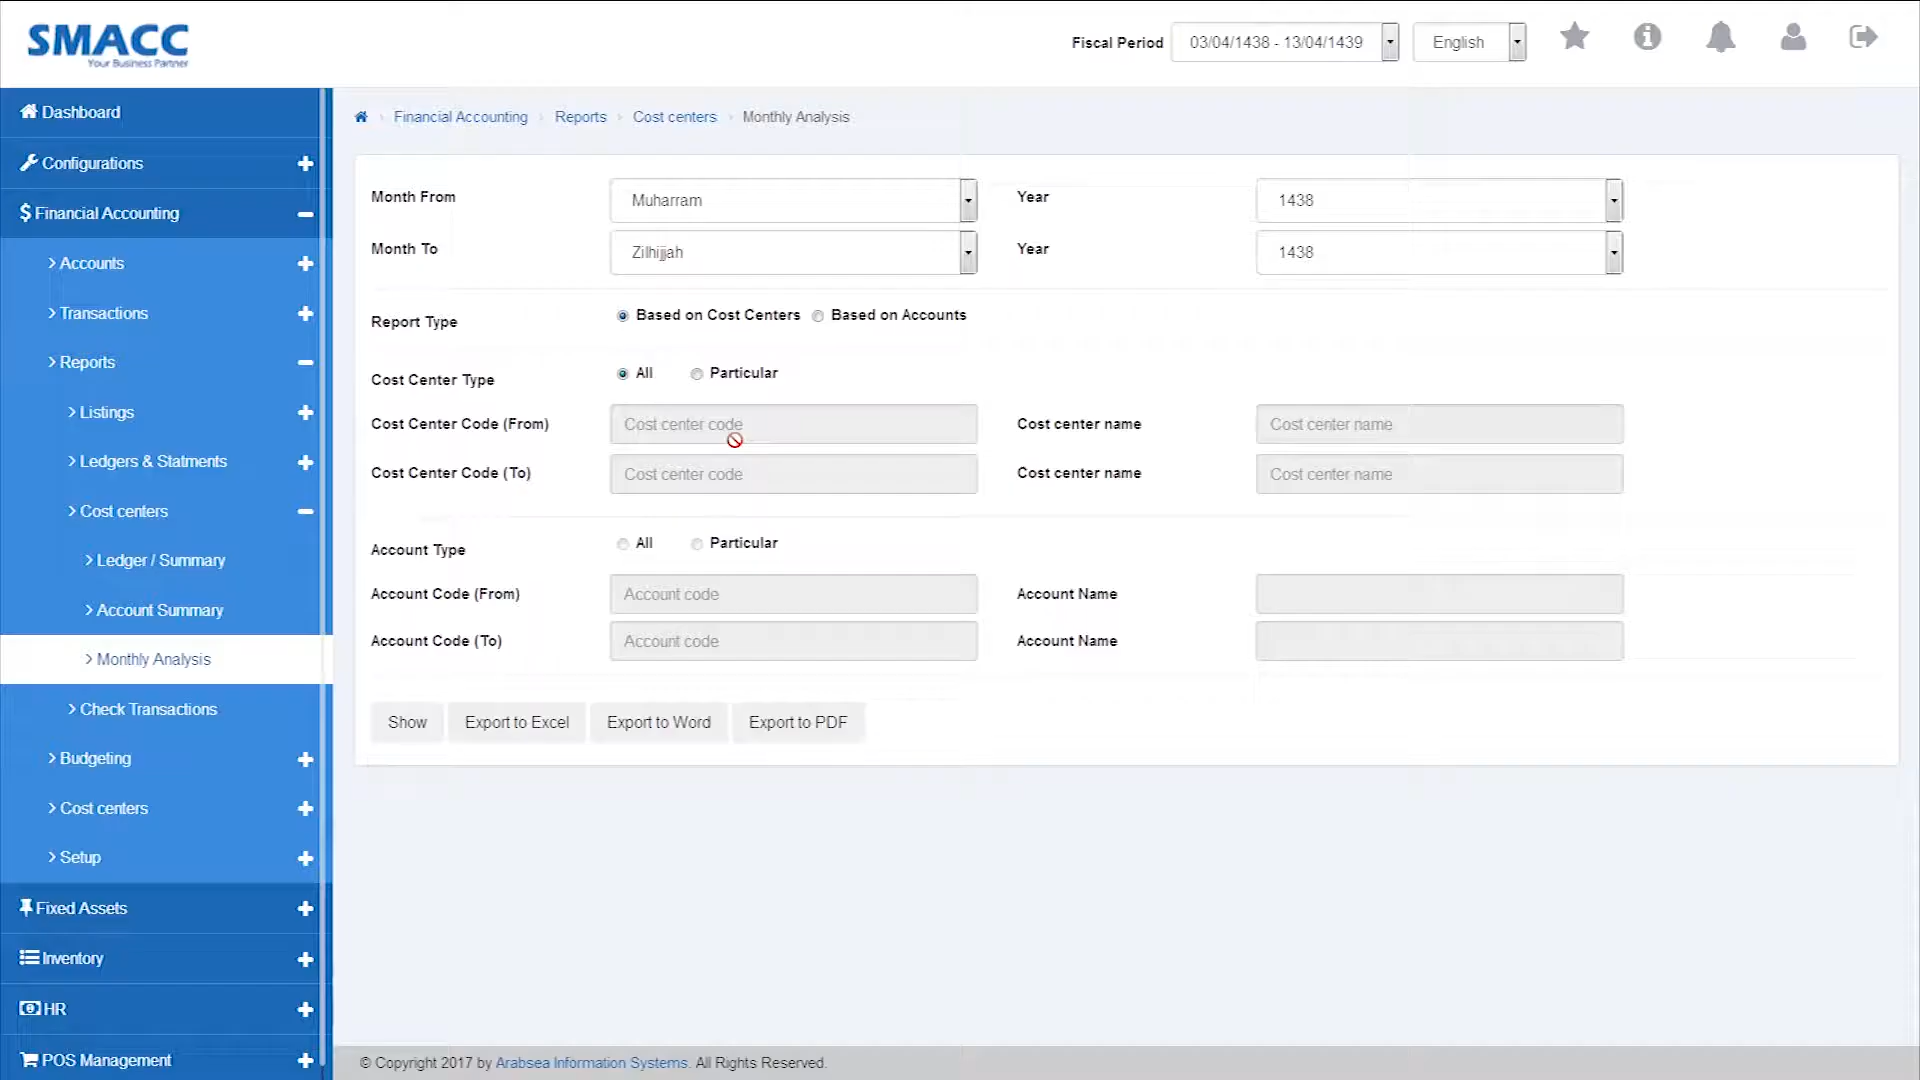 SMACC
Your Business Partner
Fiscal Period 03/04/1438 - 13/04/1439 English
Dashboard
Configurations
Financial Accounting
Accounts
Transactions
Reports
Listings
Ledgers & Statments
Cost centers
Ledger / Summary
Account Summary
Monthly Analysis
Check Transactions
Budgeting
Cost centers
Setup
Fixed Assets
Inventory
HR
POS Management
Financial Accounting Reports Cost centers Monthly Analysis
Month From Muharram Year 1438
Month To Zilhijjah Year 1438
Report Type Based on Cost Centers Based on Accounts
Cost Center Type All Particular
Cost Center Code (From) Cost center code Cost center name Cost center name
Cost Center Code (To) Cost center code Cost center name Cost center name
Account Type All Particular
Account Code (From) Account code Account Name
Account Code (To) Account code Account Name
Show Export to Excel Export to Word Export to PDF
© Copyright 2017 by Arabsea Information Systems. All Rights Reserved.